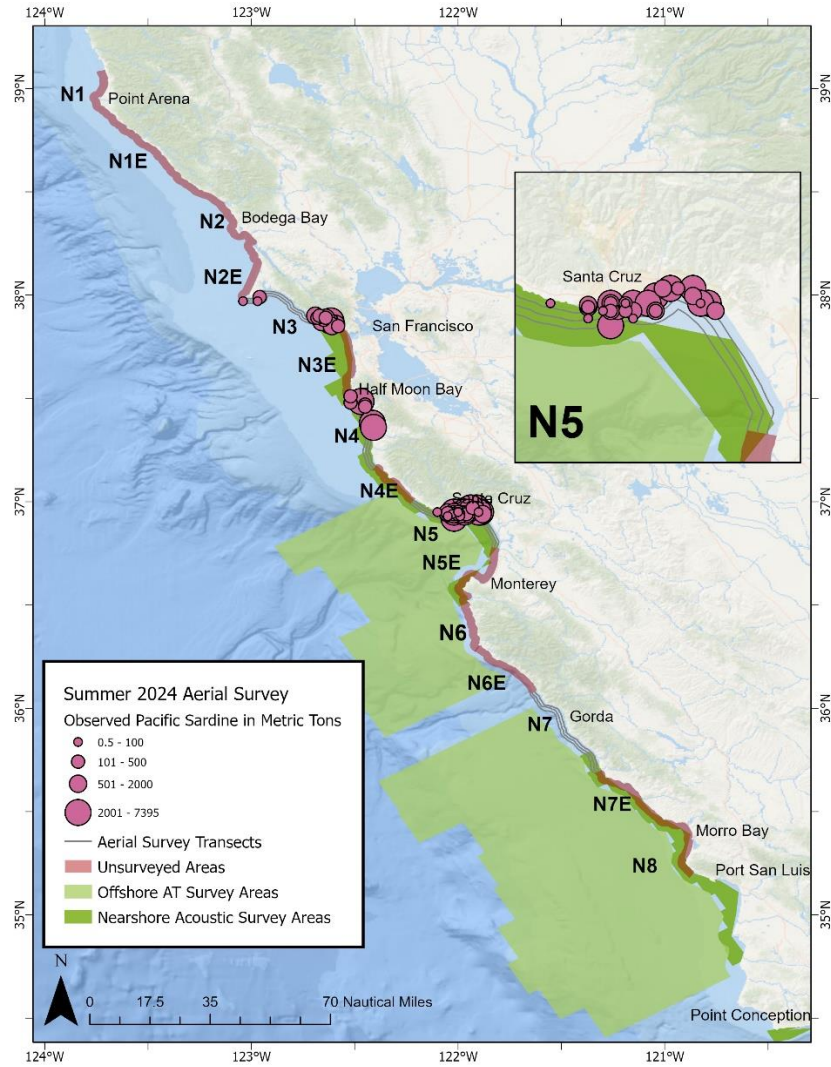 124°W 123°W 122°W 121°W
39°N
38°N
37°N
36°N
35°N
39°N
38°N
37°N
36°N
35°N
N1
Point Arena
N1E
N2
Bodega Bay
N2E
N3
San Francisco
N3E
Half Moon Bay
N4
N4E
Santa Cruz
N5
N5E
Monterey
N6
N6E
N7
Gorda
N7E
Morro Bay
N8
Port San Luis
Point Conception
Santa Cruz
N5
Summer 2024 Aerial Survey
Observed Pacific Sardine in Metric Tons
0.5 - 100
101 - 500
501 - 2000
2001 - 7395
Aerial Survey Transects
Unsurveyed Areas
Offshore AT Survey Areas
Nearshore Acoustic Survey Areas
N
0 17.5 35 70 Nautical Miles
124°W 123°W 122°W 121°W